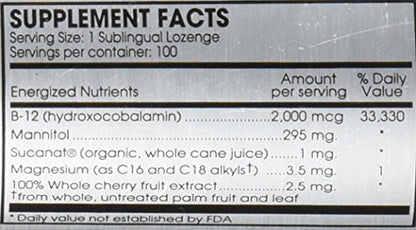 SUPPLEMENT FACTS
Serving Size: 1 Sublingual Lozenge
Servings per container: 100
Energized Nutrients Amount per serving % Daily Value
B-12 (hydroxocobalamin) ................ 2,000 mcg 33,330
Mannitol ........................................ 295 mg. *
Sucanat® (organic, whole cane juice) ....... 1 mg. *
Magnesium (as C16 and C18 alkyls†) .... 3.5 mg. 1
100% Whole cherry fruit extract ............ 2.5 mg. *
†from whole, untreated palm fruit and leaf
* Daily value not established by FDA